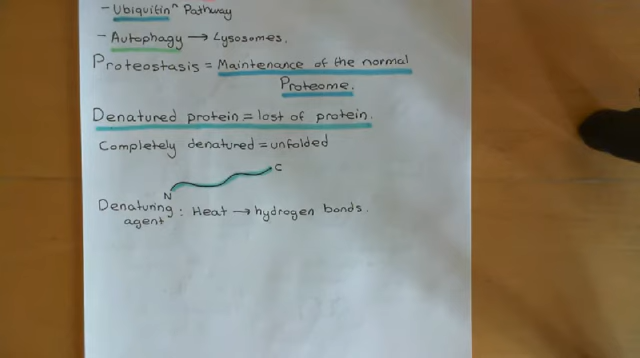 - Ubiquitin" Pathway
- Autophagy → Lysosomes.
Proteostasis = Maintenance of the normal
Proteome.
Denatured protein = lost of protein.
Completely denatured = unfolded
C
N
Denaturing : Heat → hydrogen bonds.
agent